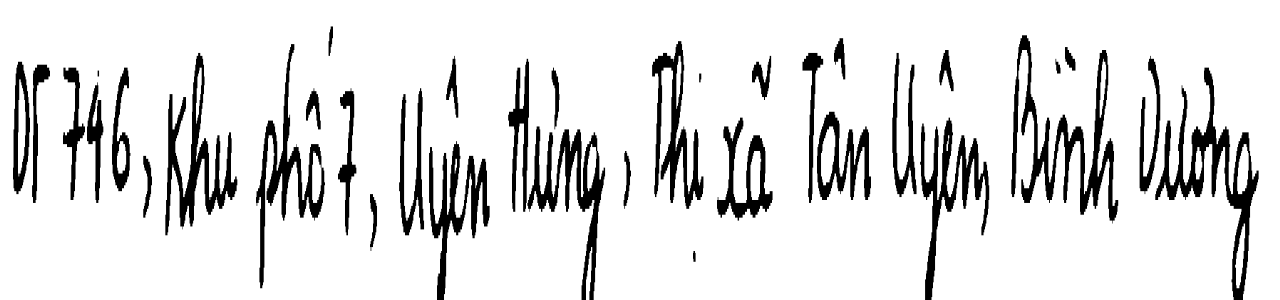 DT 746, Khu phố 7, Uyên Hưng, Thị xã Tân Uyên, Bình Dương